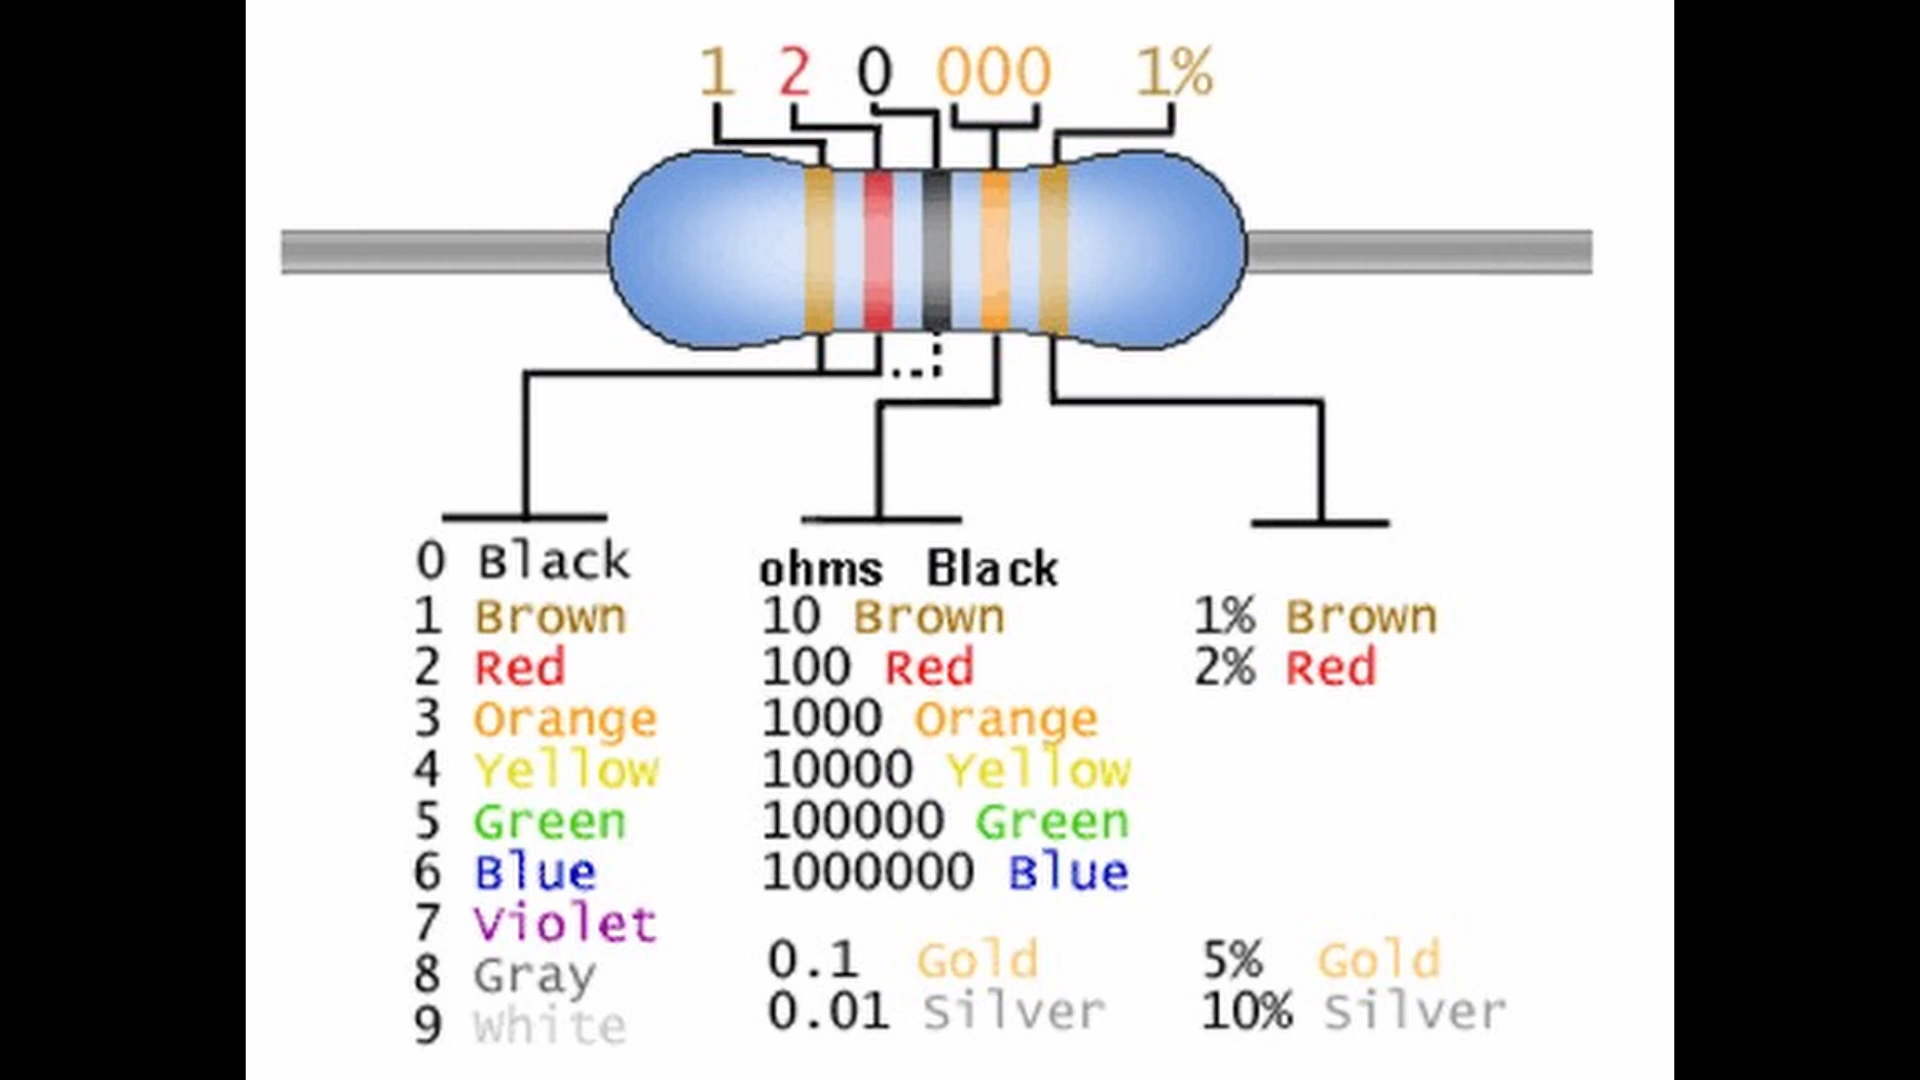 1 2 0 000 1%
0 Black ohms Black
1 Brown 10 Brown 1% Brown
2 Red 100 Red 2% Red
3 Orange 1000 Orange
4 Yellow 10000 Yellow
5 Green 100000 Green
6 Blue 1000000 Blue
7 Violet
8 Gray 0.1 Gold 5% Gold
9 White 0.01 Silver 10% Silver